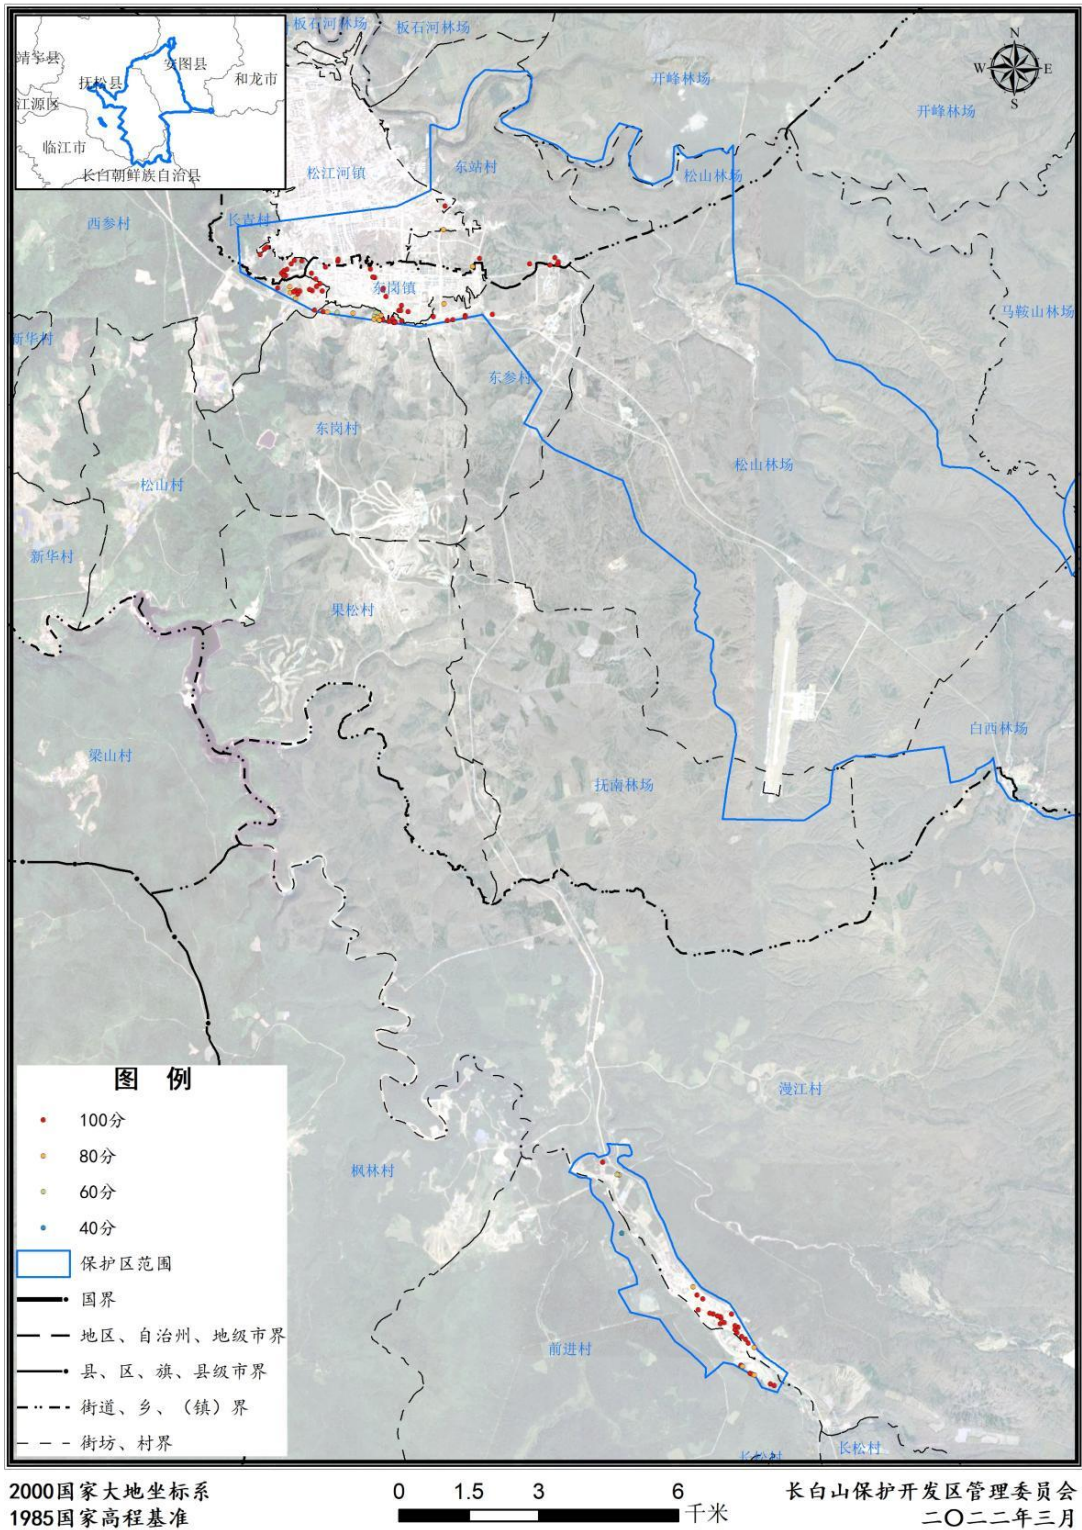 板石河林场
板石河林场
靖宇县
安图县
抚松县
和龙市
江源区
临江市
长白朝鲜族自治县
N
W
E
S
开峰林场
开峰林场
松江河镇
东站村
松山林场
西参村
长青村
东岗镇
马鞍山林场
新华村
东参村
东岗村
松山林场
松山村
新华村
果松村
白西林场
梁山村
抚南林场
漫江村
枫林村
前进村
长松村
长松村
图 例
100分
80分
60分
40分
保护区范围
国界
地区、自治州、地级市界
县、区、旗、县级市界
街道、乡、（镇）界
街坊、村界
2000国家大地坐标系
1985国家高程基准
0 1.5 3 6
千米
长白山保护开发区管理委员会
二〇二二年三月